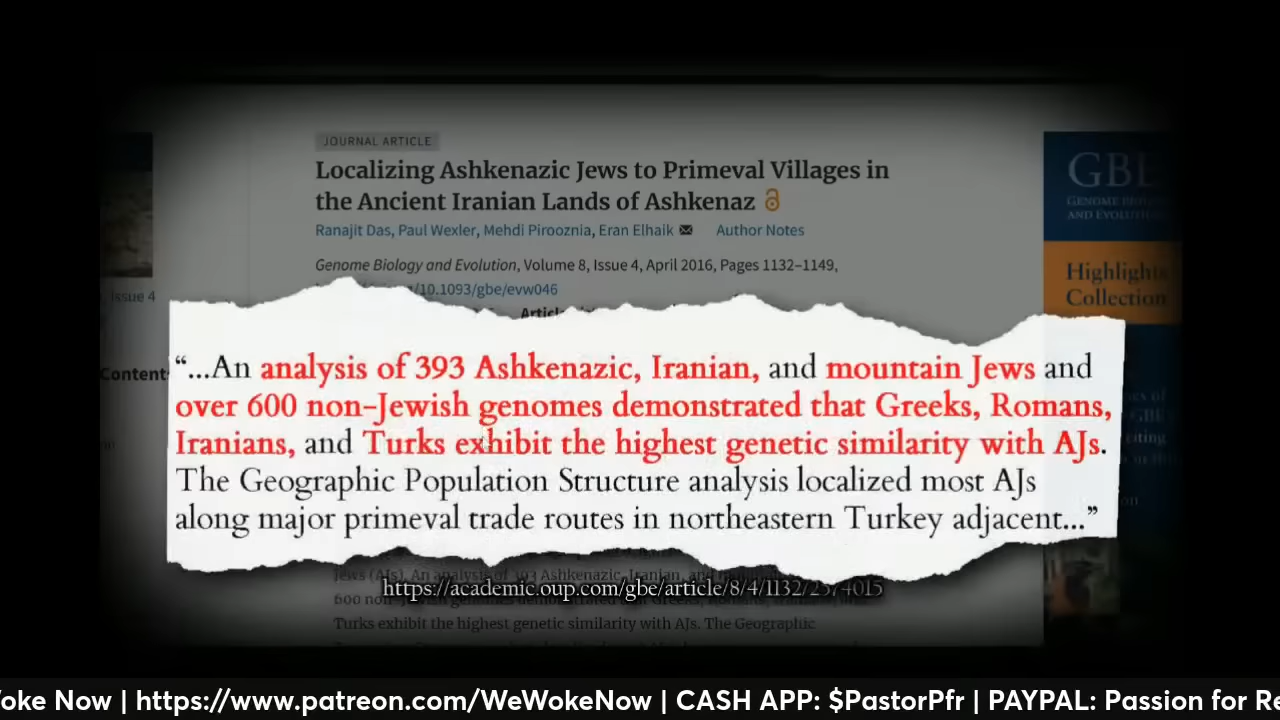 JOURNAL ARTICLE
Localizing Ashkenazic Jews to Primeval Villages in
the Ancient Iranian Lands of Ashkenaz
Ranajit Das, Paul Wexler, Mehdi Pirooznia, Eran Elhaik Author Notes
Genome Biology and Evolution, Volume 8, Issue 4, April 2016, Pages 1132–1149,
/10.1093/gbe/evw046
GBE
GENOME
AND EVOLUTION
Highlights
Collection
Issue 4
Content
“...An analysis of 393 Ashkenazic, Iranian, and mountain Jews and
over 600 non-Jewish genomes demonstrated that Greeks, Romans,
Iranians, and Turks exhibit the highest genetic similarity with AJs.
The Geographic Population Structure analysis localized most AJs
along major primeval trade routes in northeastern Turkey adjacent...”
https://academic.oup.com/gbe/article/8/4/1132/2574015
Turks exhibit the highest genetic similarity with AJs. The Geographic
oke Now | https://www.patreon.com/WeWokeNow | CASH APP: $PastorPfr | PAYPAL: Passion for Re